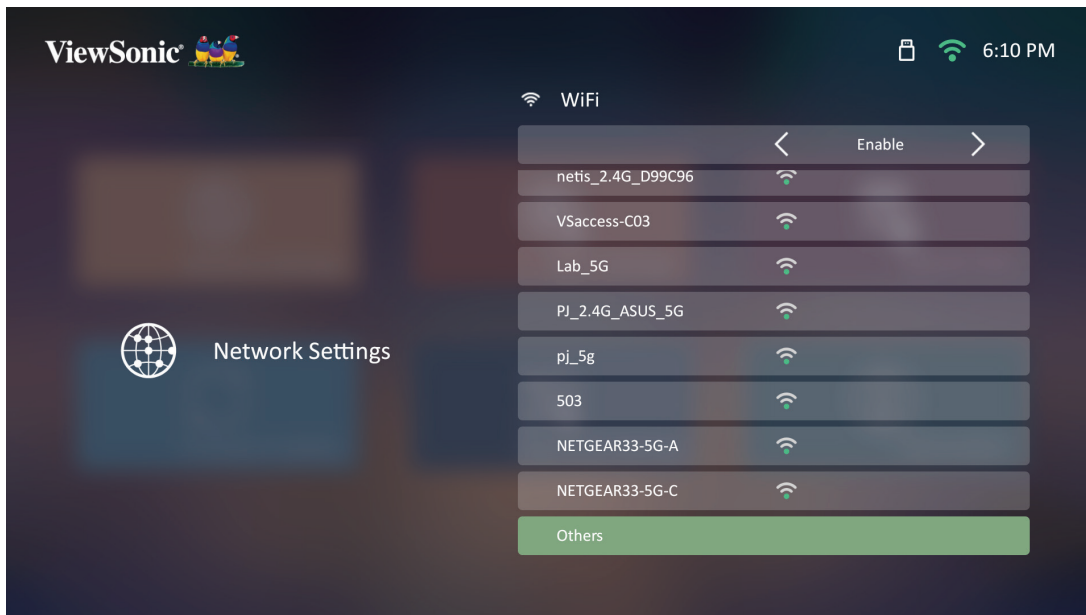 ViewSonic®
6:10 PM
WiFi
Enable
netis_2.4G_D99C96
VSaccess-C03
Lab_5G
PJ_2.4G_ASUS_5G
Network Settings
pj_5g
503
NETGEAR33-5G-A
NETGEAR33-5G-C
Others